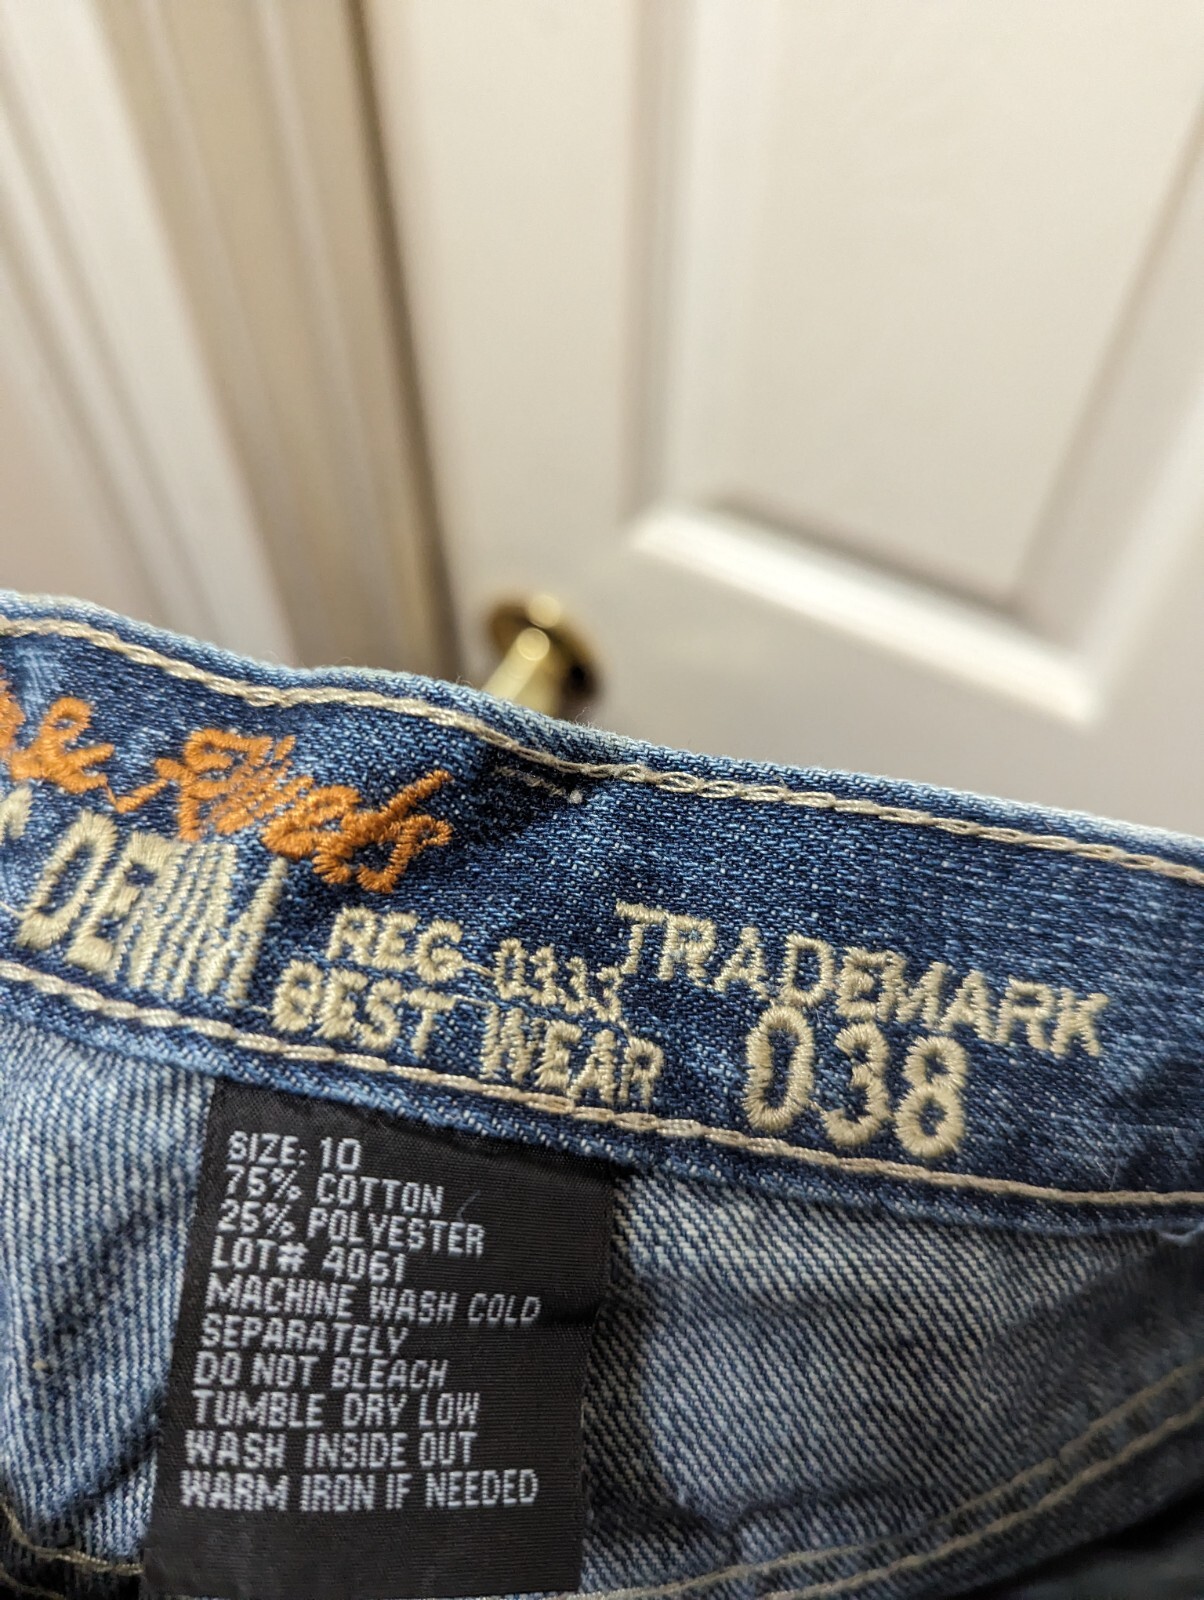 DENIM
REG 0133
BEST WEAR
TRADEMARK
038
SIZE: 10
75% COTTON
25% POLYESTER
LOT# 4061
MACHINE WASH COLD
SEPARATELY
DO NOT BLEACH
TUMBLE DRY LOW
WASH INSIDE OUT
WARM IRON IF NEEDED